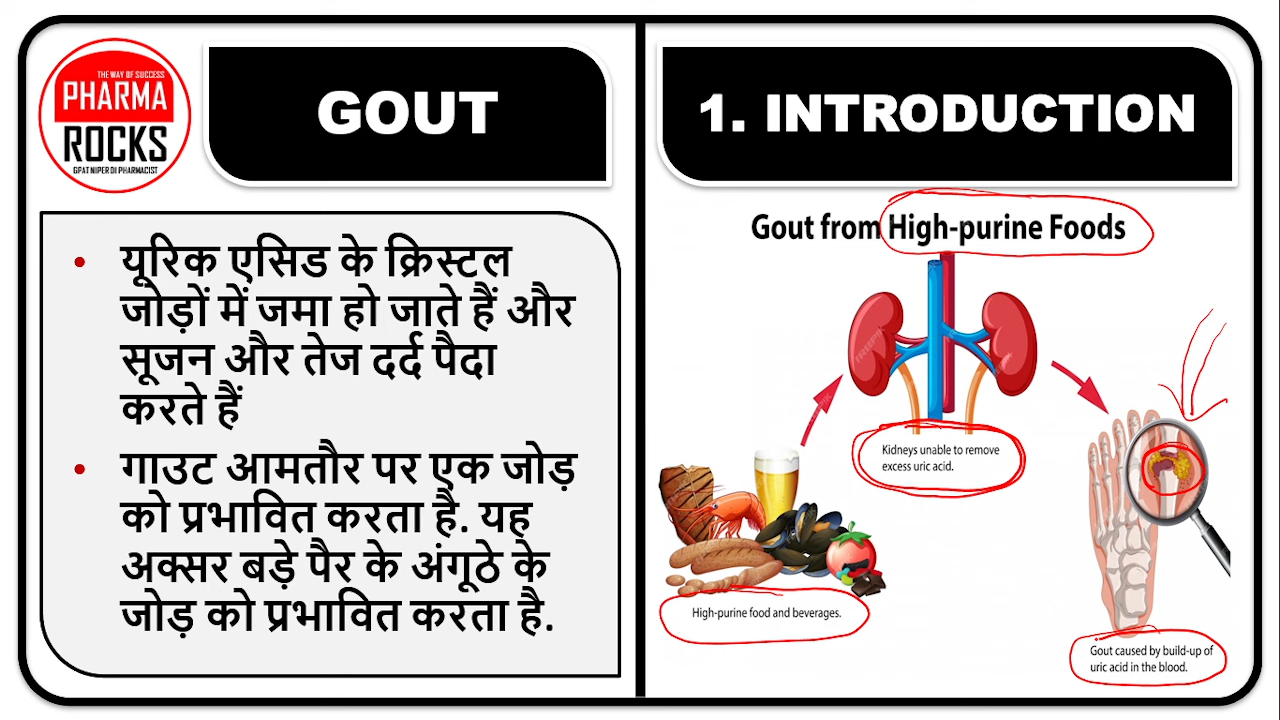 THE WAY OF SUCCESS
PHARMA
ROCKS
GPAT NIPER DI PHARMACIST
GOUT
• यूरिक एसिड के क्रिस्टल
जोड़ों में जमा हो जाते हैं और
सूजन और तेज दर्द पैदा
करते हैं
• गाउट आमतौर पर एक जोड़
को प्रभावित करता है. यह
अक्सर बड़े पैर के अंगूठे के
जोड़ को प्रभावित करता है.
1. INTRODUCTION
Gout from High-purine Foods
Kidneys unable to remove
excess uric acid.
High-purine food and beverages.
Gout caused by build-up of
uric acid in the blood.